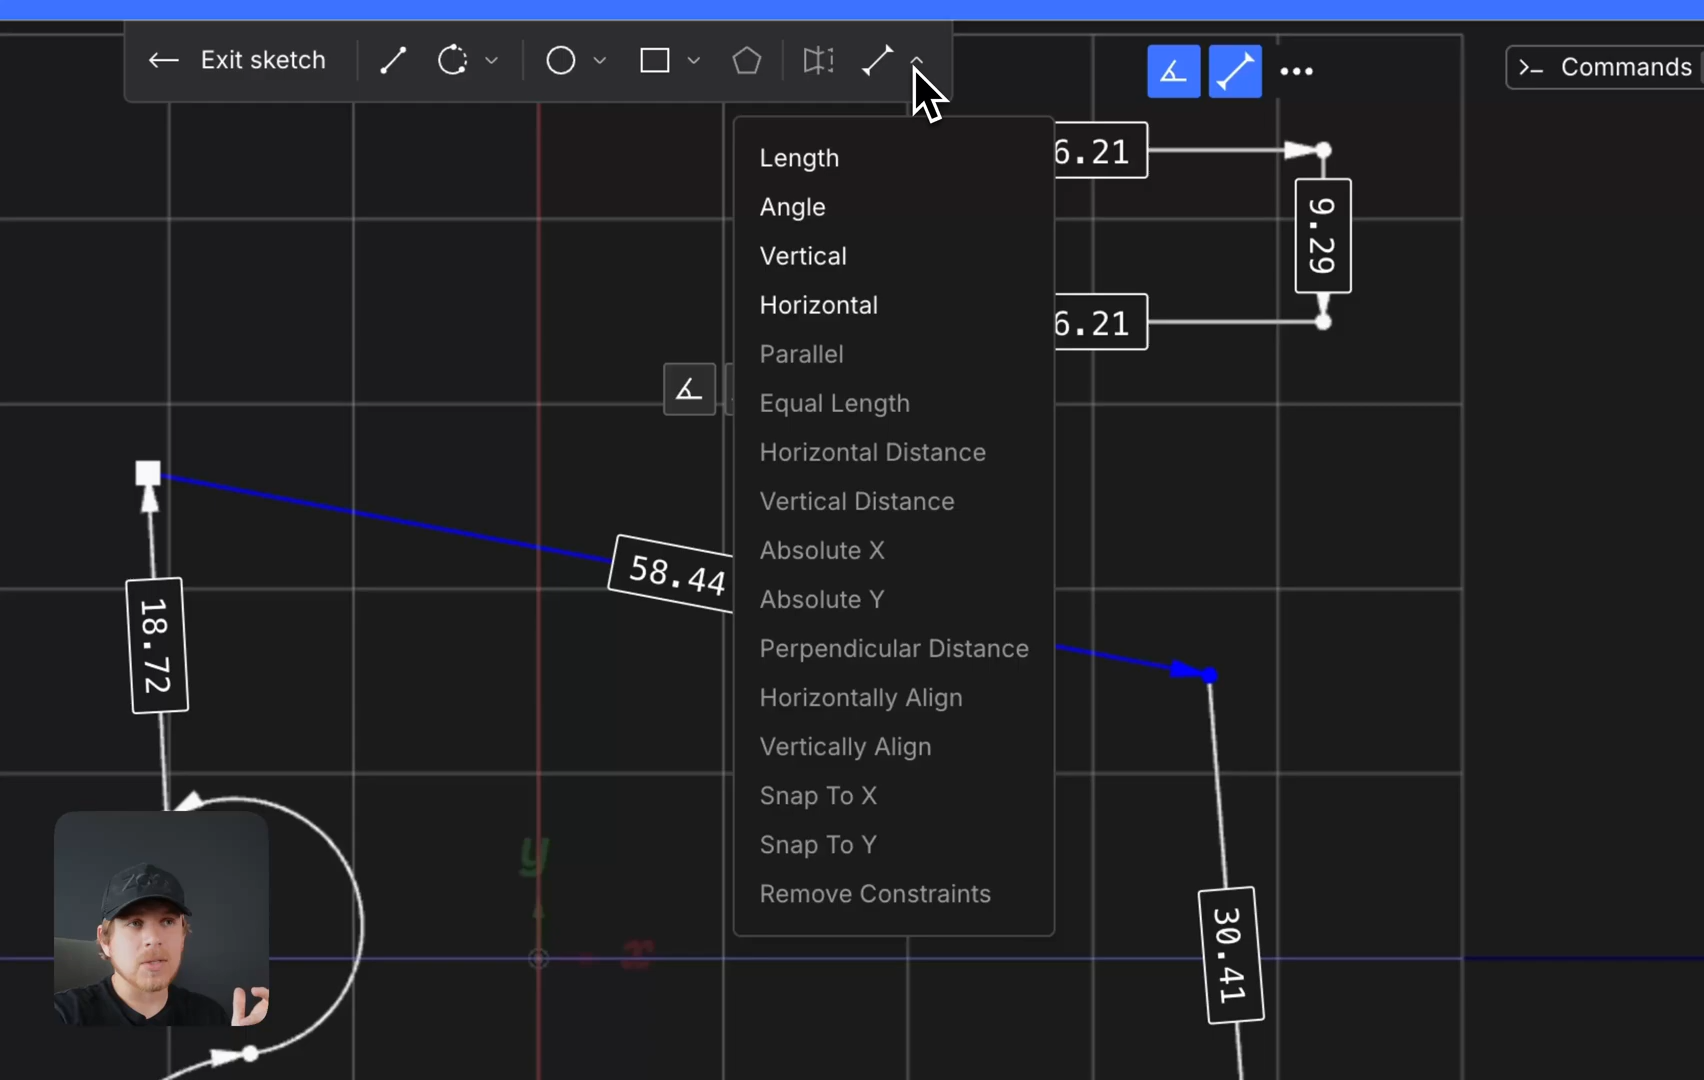 Exit sketch
Commands
Length
Angle
Vertical
Horizontal
Parallel
Equal Length
Horizontal Distance
Vertical Distance
Absolute X
Absolute Y
Perpendicular Distance
Horizontally Align
Vertically Align
Snap To X
Snap To Y
Remove Constraints
6.21
9.29
6.21
58.44
18.72
30.41
y
x